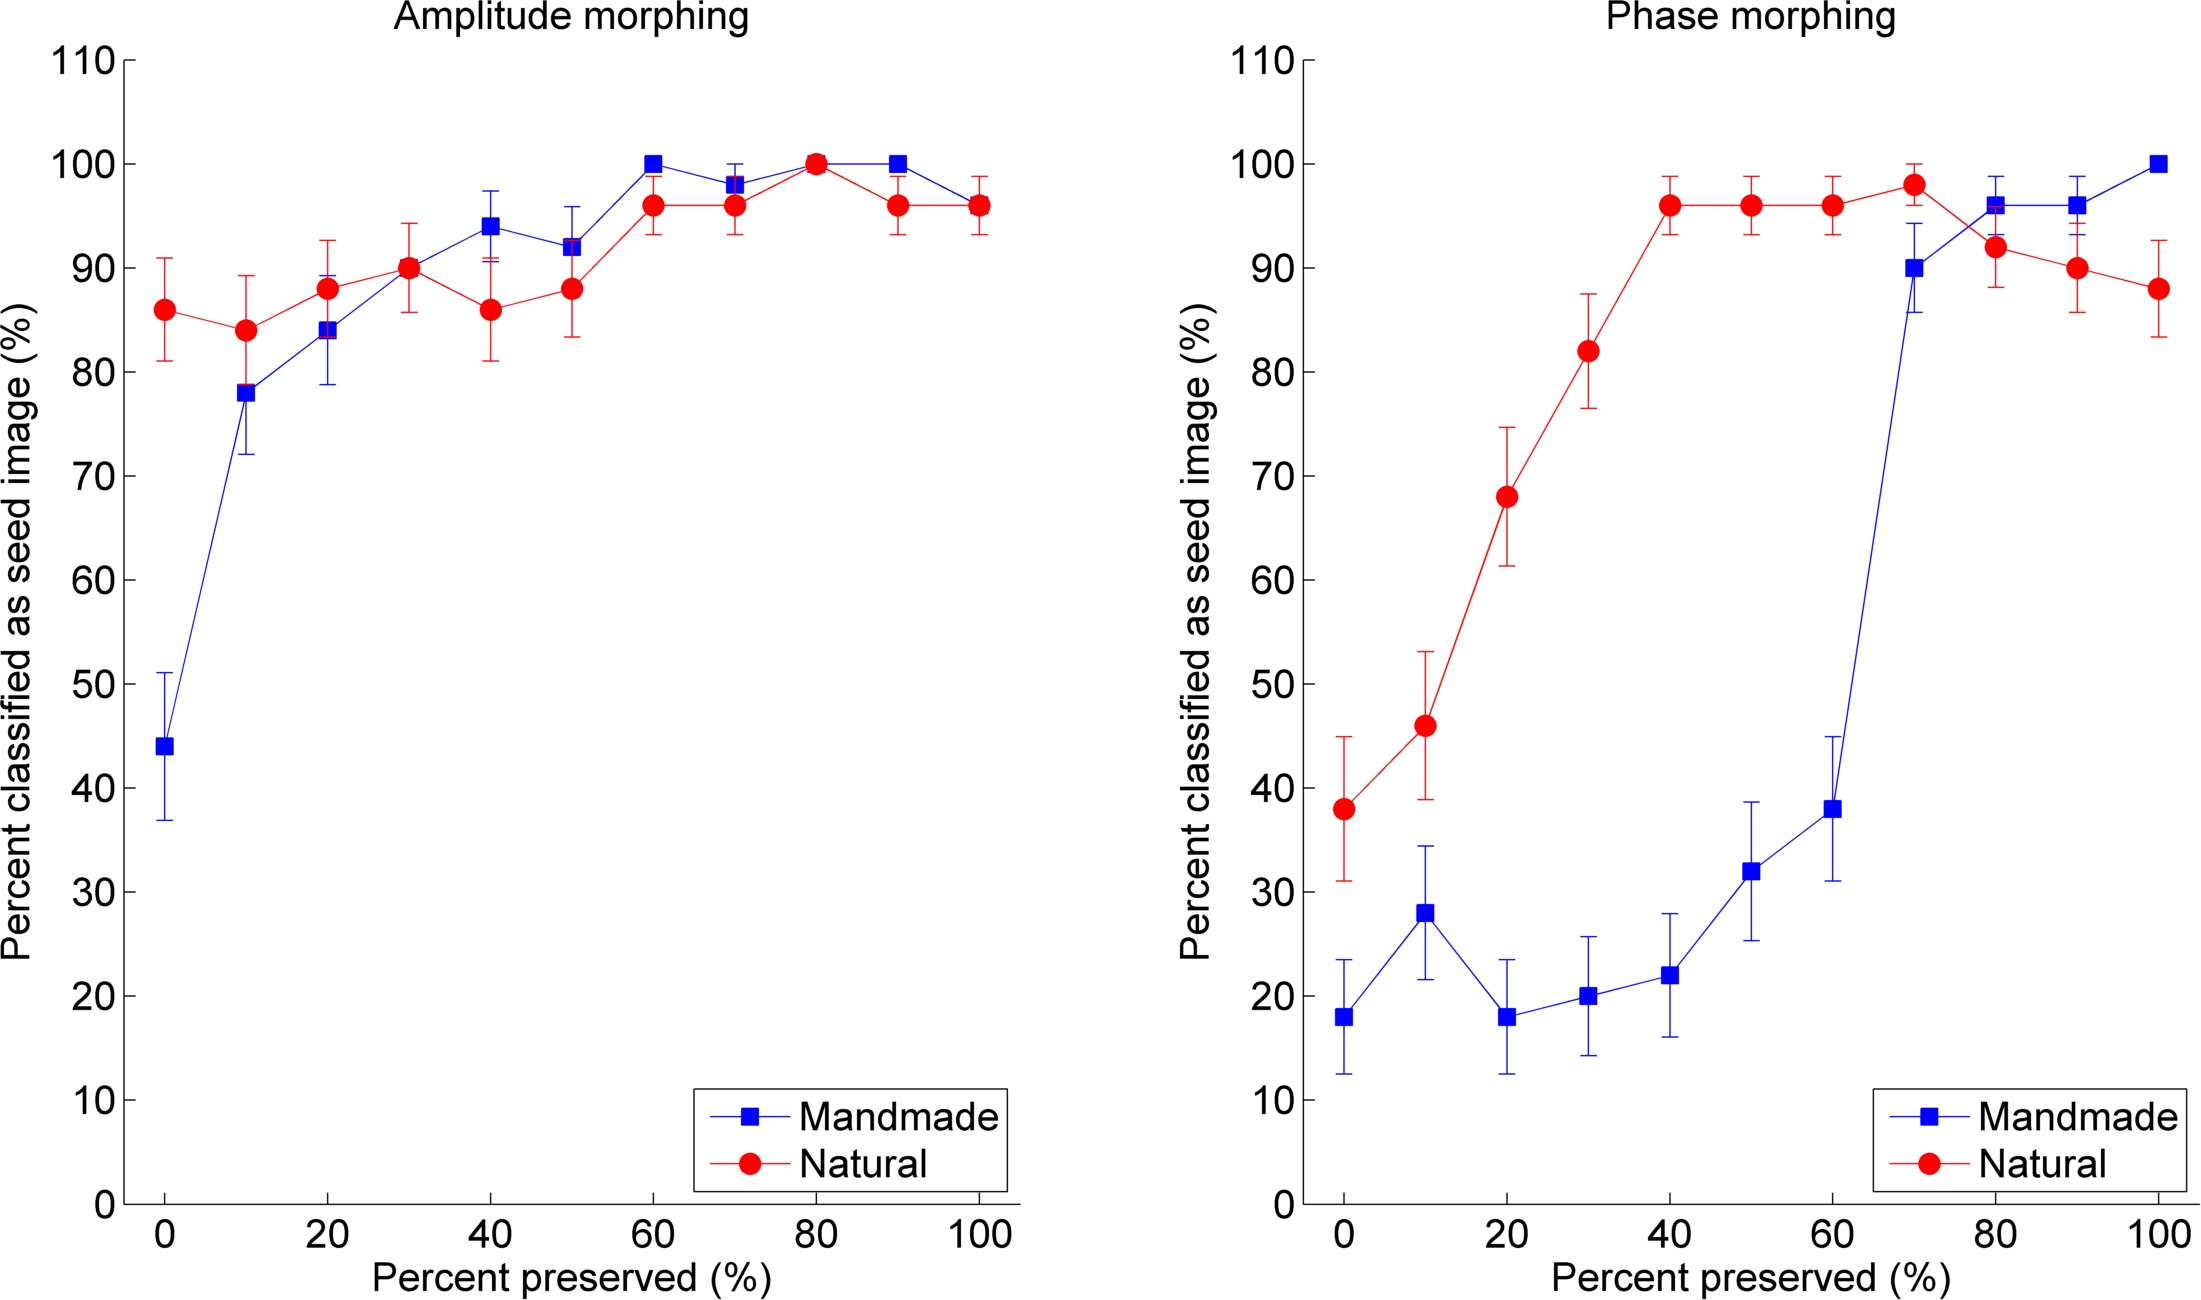 Amplitude morphing
Percent classified as seed image (%)
110
100
90
80
70
60
50
40
30
20
10
0
0 20 40 60 80 100
Percent preserved (%)
Mandmade
Natural
Phase morphing
Percent classified as seed image (%)
110
100
90
80
70
60
50
40
30
20
10
0
0 20 40 60 80 100
Percent preserved (%)
Mandmade
Natural